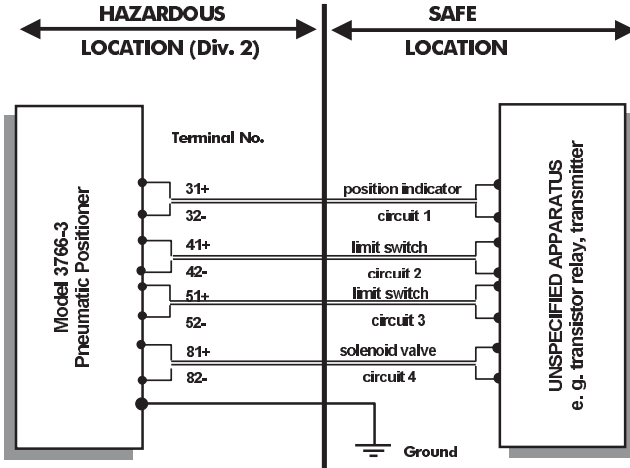 HAZARDOUS
LOCATION (Div. 2)
SAFE
LOCATION
Model 3766-3
Pneumatic Positioner
Terminal No.
31+
position indicator
32-
circuit 1
41+
limit switch
42-
circuit 2
51+
limit switch
52-
circuit 3
81+
solenoid valve
82-
circuit 4
Ground
UNSPECIFIED APPARATUS
e. g. transistor relay, transmitter